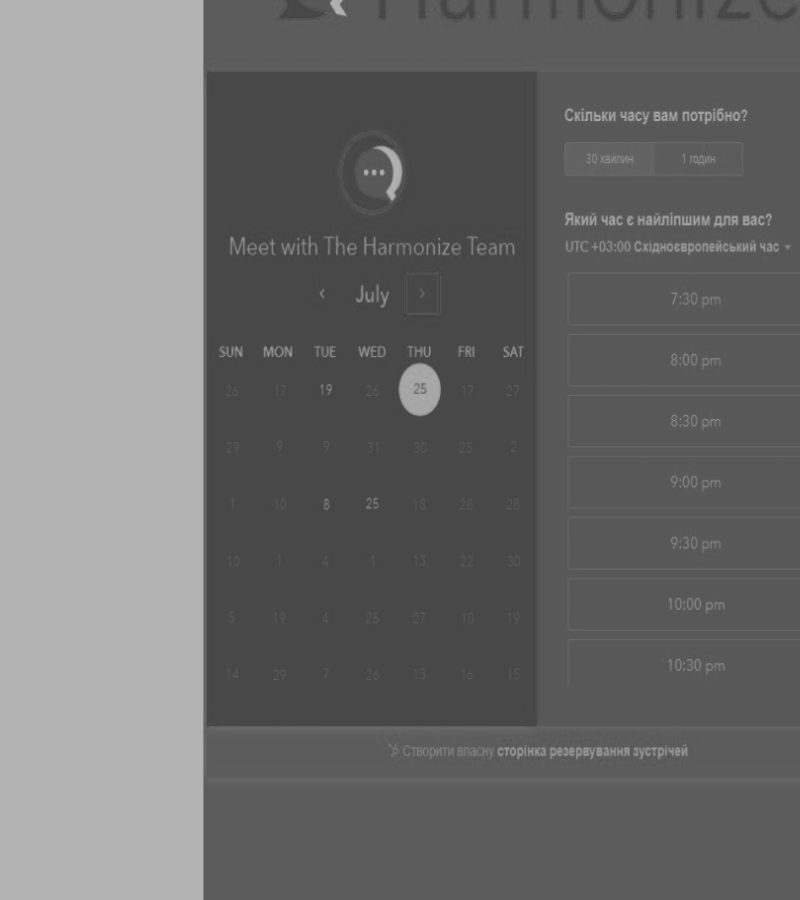 Harmonize
Meet with The Harmonize Team
July
SUN MON TUE WED THU FRI SAT
26 17 19 26 25 17 27
29 9 9 31 30 25 2
1 10 8 25 18 28 28
10 1 4 1 13 22 30
5 19 4 25 27 10 19
14 29 7 26 13 16 15
Скільки часу вам потрібно?
30 хвилин 1 годин
Який час є найліпшим для вас?
UTC +03:00 Східноєвропейський час
7:30 pm
8:00 pm
8:30 pm
9:00 pm
9:30 pm
10:00 pm
10:30 pm
Створити власну сторінка резервування зустрічей